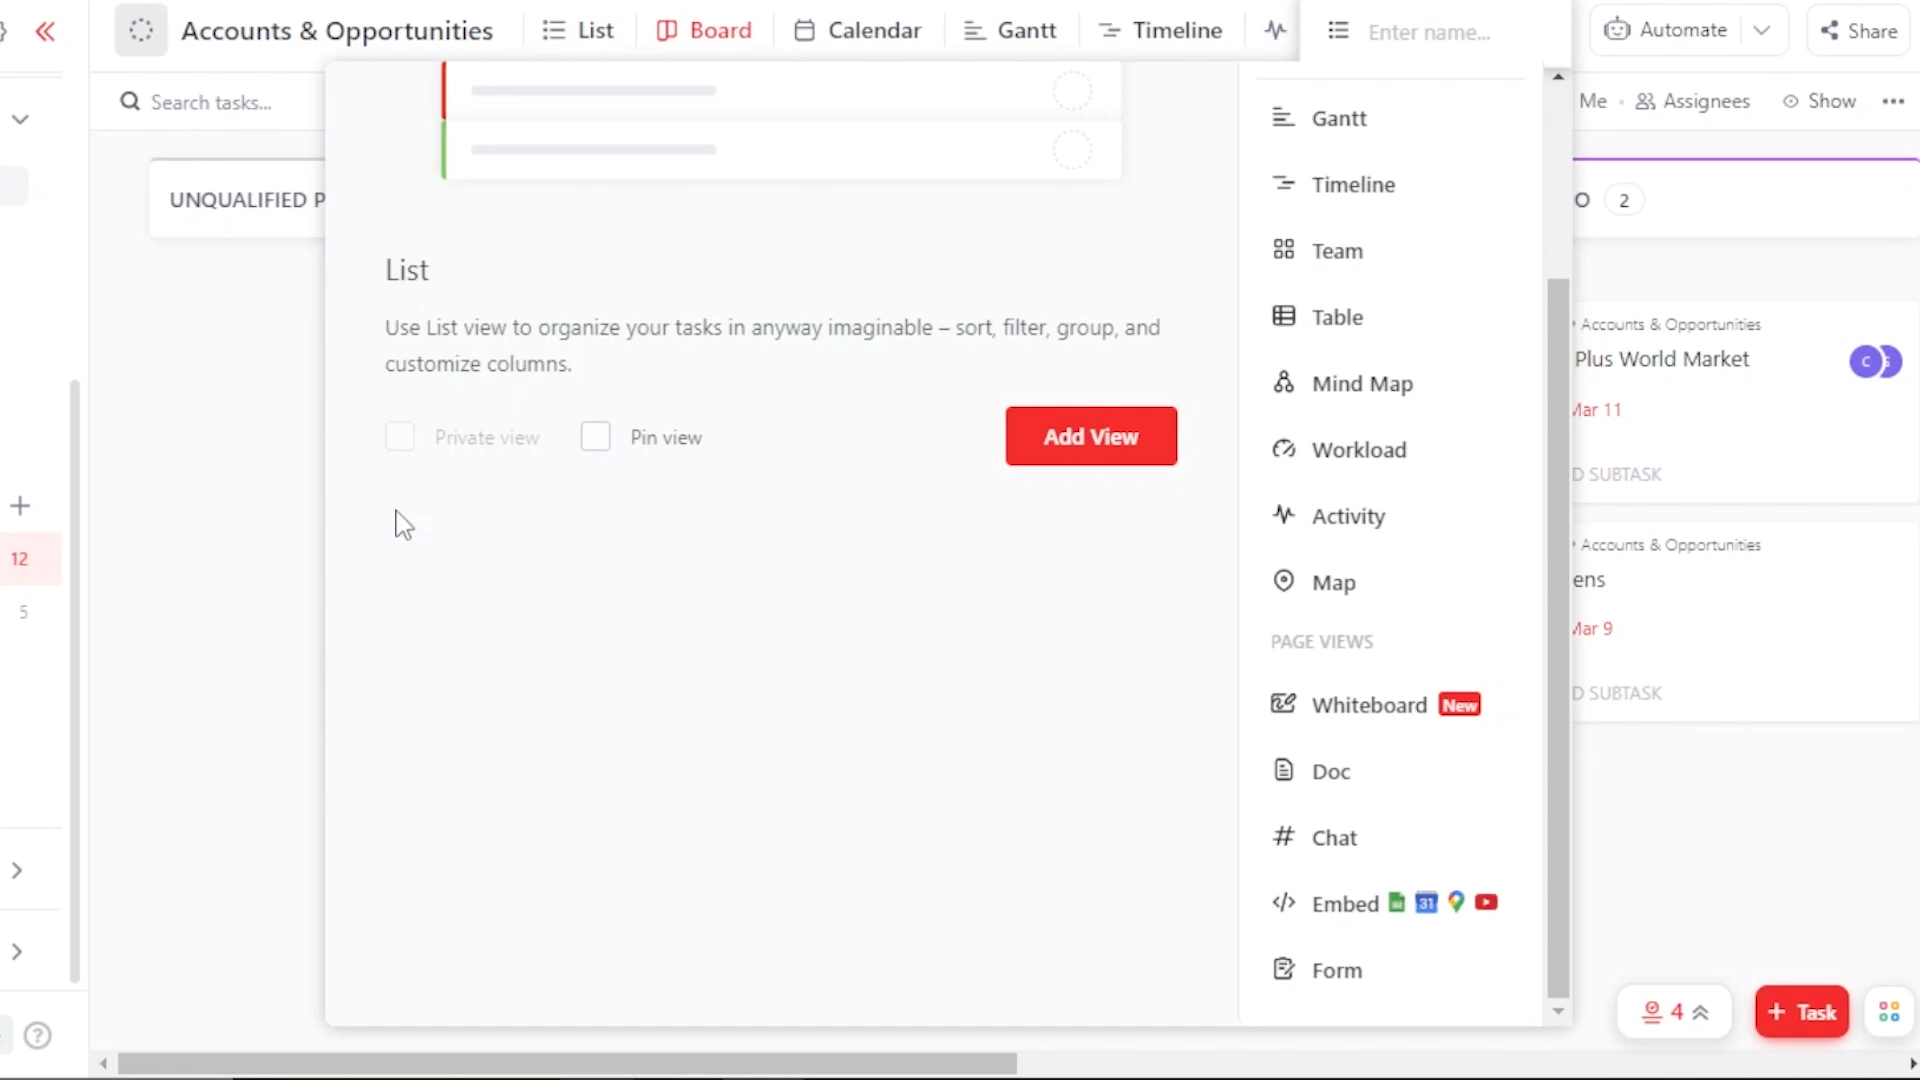 Accounts & Opportunities
List
Board
Calendar
Gantt
Timeline
Enter name...
Automate
Share
Search tasks...
Me
Assignees
Show
UNQUALIFIED P
O 2
Gantt
Timeline
Team
Table
Mind Map
Workload
Activity
Map
PAGE VIEWS
Whiteboard New
Doc
Chat
Embed 31
Form
List
Use List view to organize your tasks in anyway imaginable – sort, filter, group, and
customize columns.
Private view
Pin view
Add View
Accounts & Opportunities
Plus World Market
C
Mar 11
D SUBTASK
Accounts & Opportunities
ens
Mar 9
D SUBTASK
12
5
4
+ Task